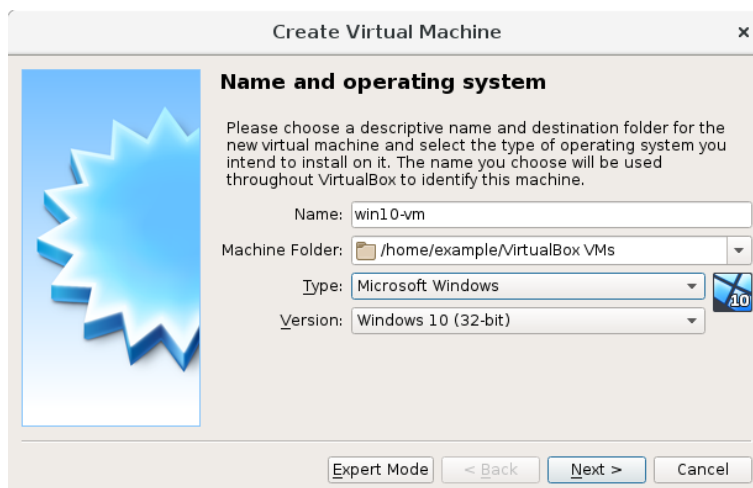 Create Virtual Machine
Name and operating system
Please choose a descriptive name and destination folder for the
new virtual machine and select the type of operating system you
intend to install on it. The name you choose will be used
throughout VirtualBox to identify this machine.
Name: win10-vm
Machine Folder: /home/example/VirtualBox VMs
Type: Microsoft Windows
10
Version: Windows 10 (32-bit)
Expert Mode < Back Next > Cancel